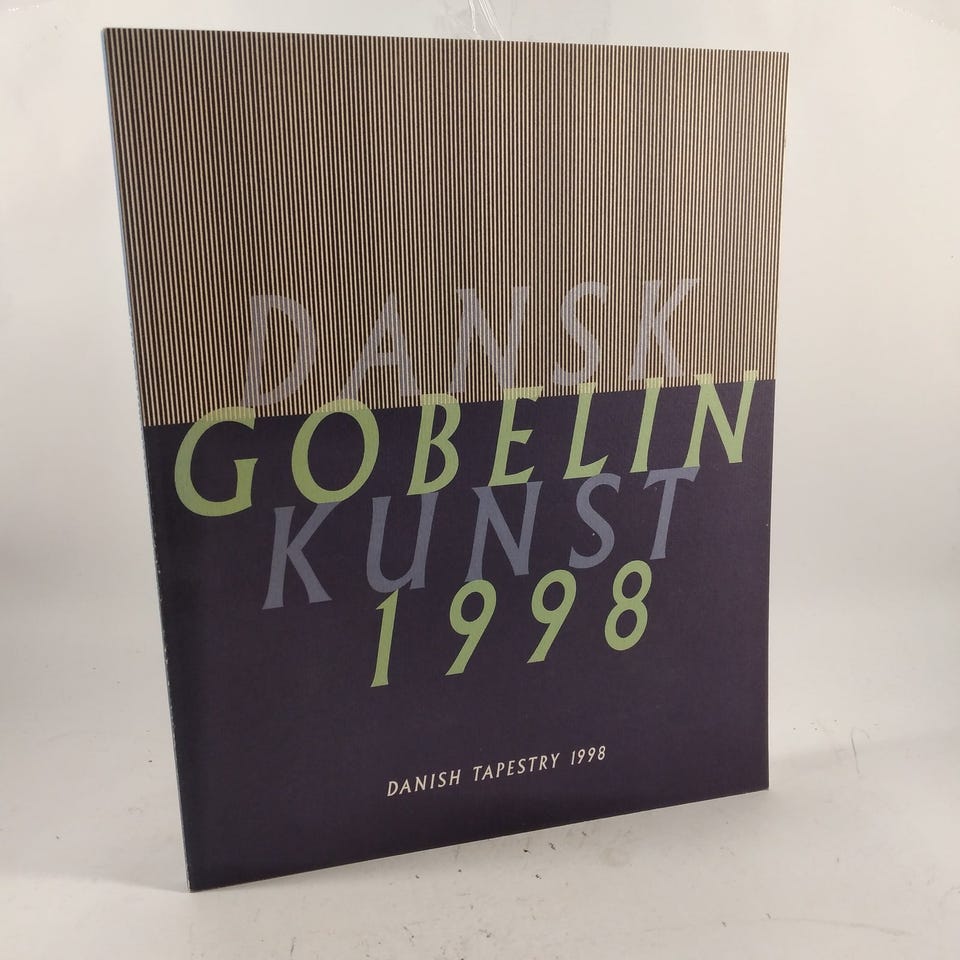 DANSK
GOBELIN
KUNST
1998
DANISH TAPESTRY 1998